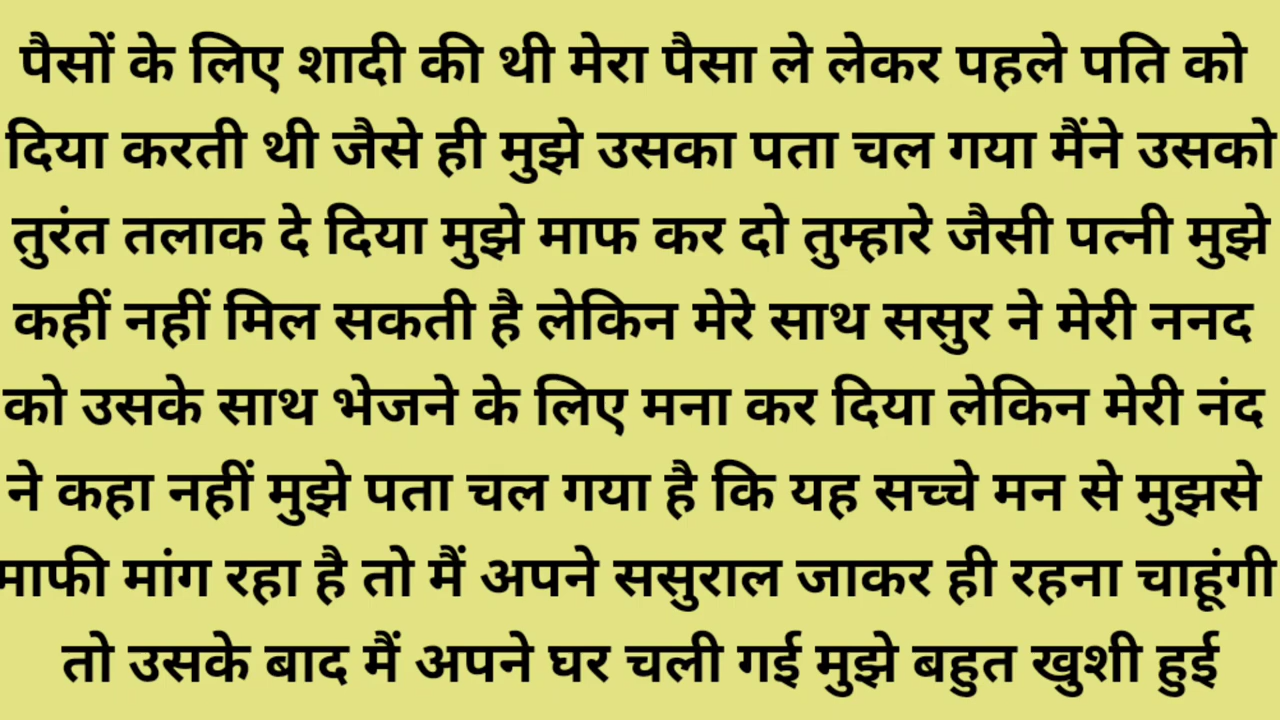 पैसों के लिए शादी की थी मेरा पैसा ले लेकर पहले पति को
दिया करती थी जैसे ही मुझे उसका पता चल गया मैंने उसको
तुरंत तलाक दे दिया मुझे माफ कर दो तुम्हारे जैसी पत्नी मुझे
कहीं नहीं मिल सकती है लेकिन मेरे साथ ससुर ने मेरी ननद
को उसके साथ भेजने के लिए मना कर दिया लेकिन मेरी नंद
ने कहा नहीं मुझे पता चल गया है कि यह सच्चे मन से मुझसे
माफी मांग रहा है तो मैं अपने ससुराल जाकर ही रहना चाहूंगी
तो उसके बाद मैं अपने घर चली गई मुझे बहुत खुशी हुई